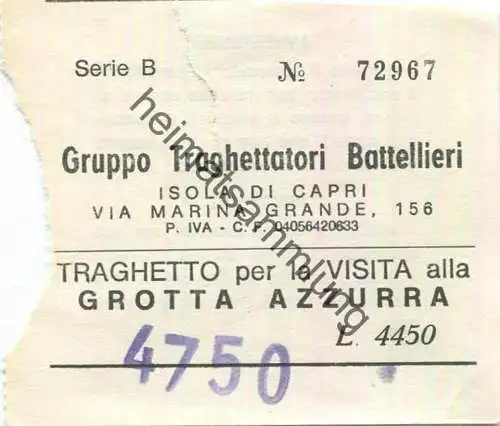 Serie B № 72967
Gruppo Traghettatori Battellieri
ISOLA DI CAPRI
VIA MARINA GRANDE, 156
P. IVA - C. F. 04056420633
TRAGHETTO per la VISITA alla
GROTTA AZZURRA
L. 4450
4750
heimatsammlung